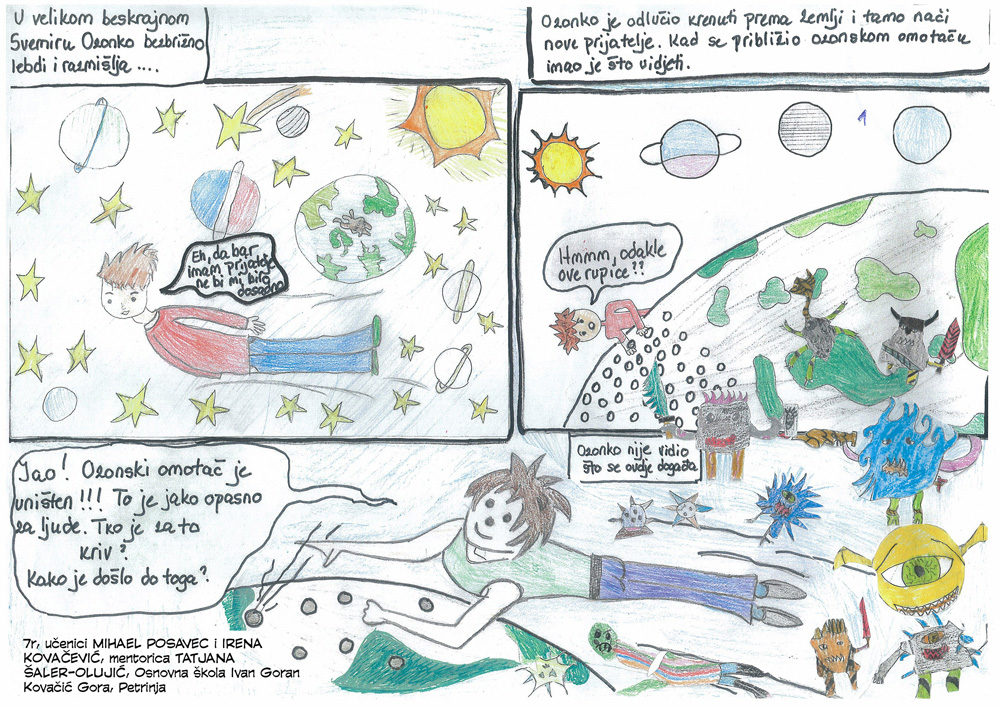 U velikom beskrajnom
Svemiru Ozonko bezbrižno
lebdi i razmišlja ....
Eh, da bar
imam prijatelje
ne bi mi bilo
dosadno
Ozonko je odlučio krenuti prema Zemlji i tamo naći
nove prijatelje. Kad se približio ozonskom omotaču
imao je što vidjeti.
1
Hmmm, odakle
ove rupice??
Ozonko nije vidio
što se ovdje događa
Jao! Ozonski omotač je
uništen!!! To je jako opasno
za ljude. Tko je za to
kriv?
Kako je došlo do toga?
7r, učenici MIHAEL POSAVEC i IRENA
KOVAČEVIĆ, mentorica TATJANA
ŠALER-OLUJIĆ, Osnovna škola Ivan Goran
Kovačić Gora, Petrinja